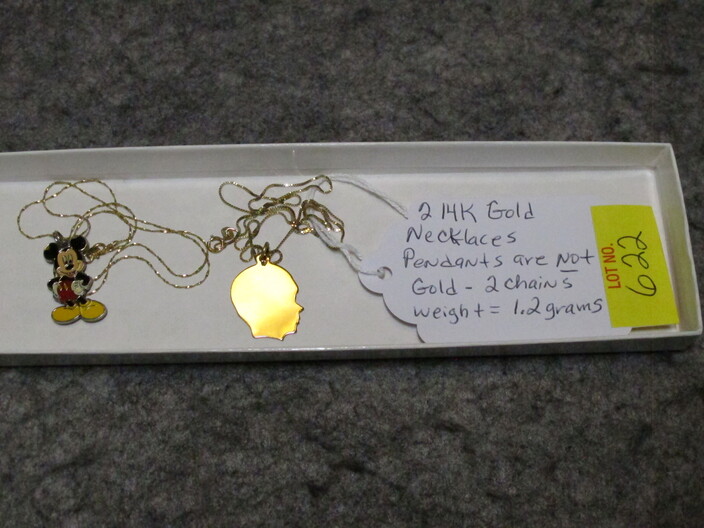 2 14K Gold
Necklaces
Pendants are NOT
Gold - 2 chains
weight = 1.2 grams
LOT NO.
622